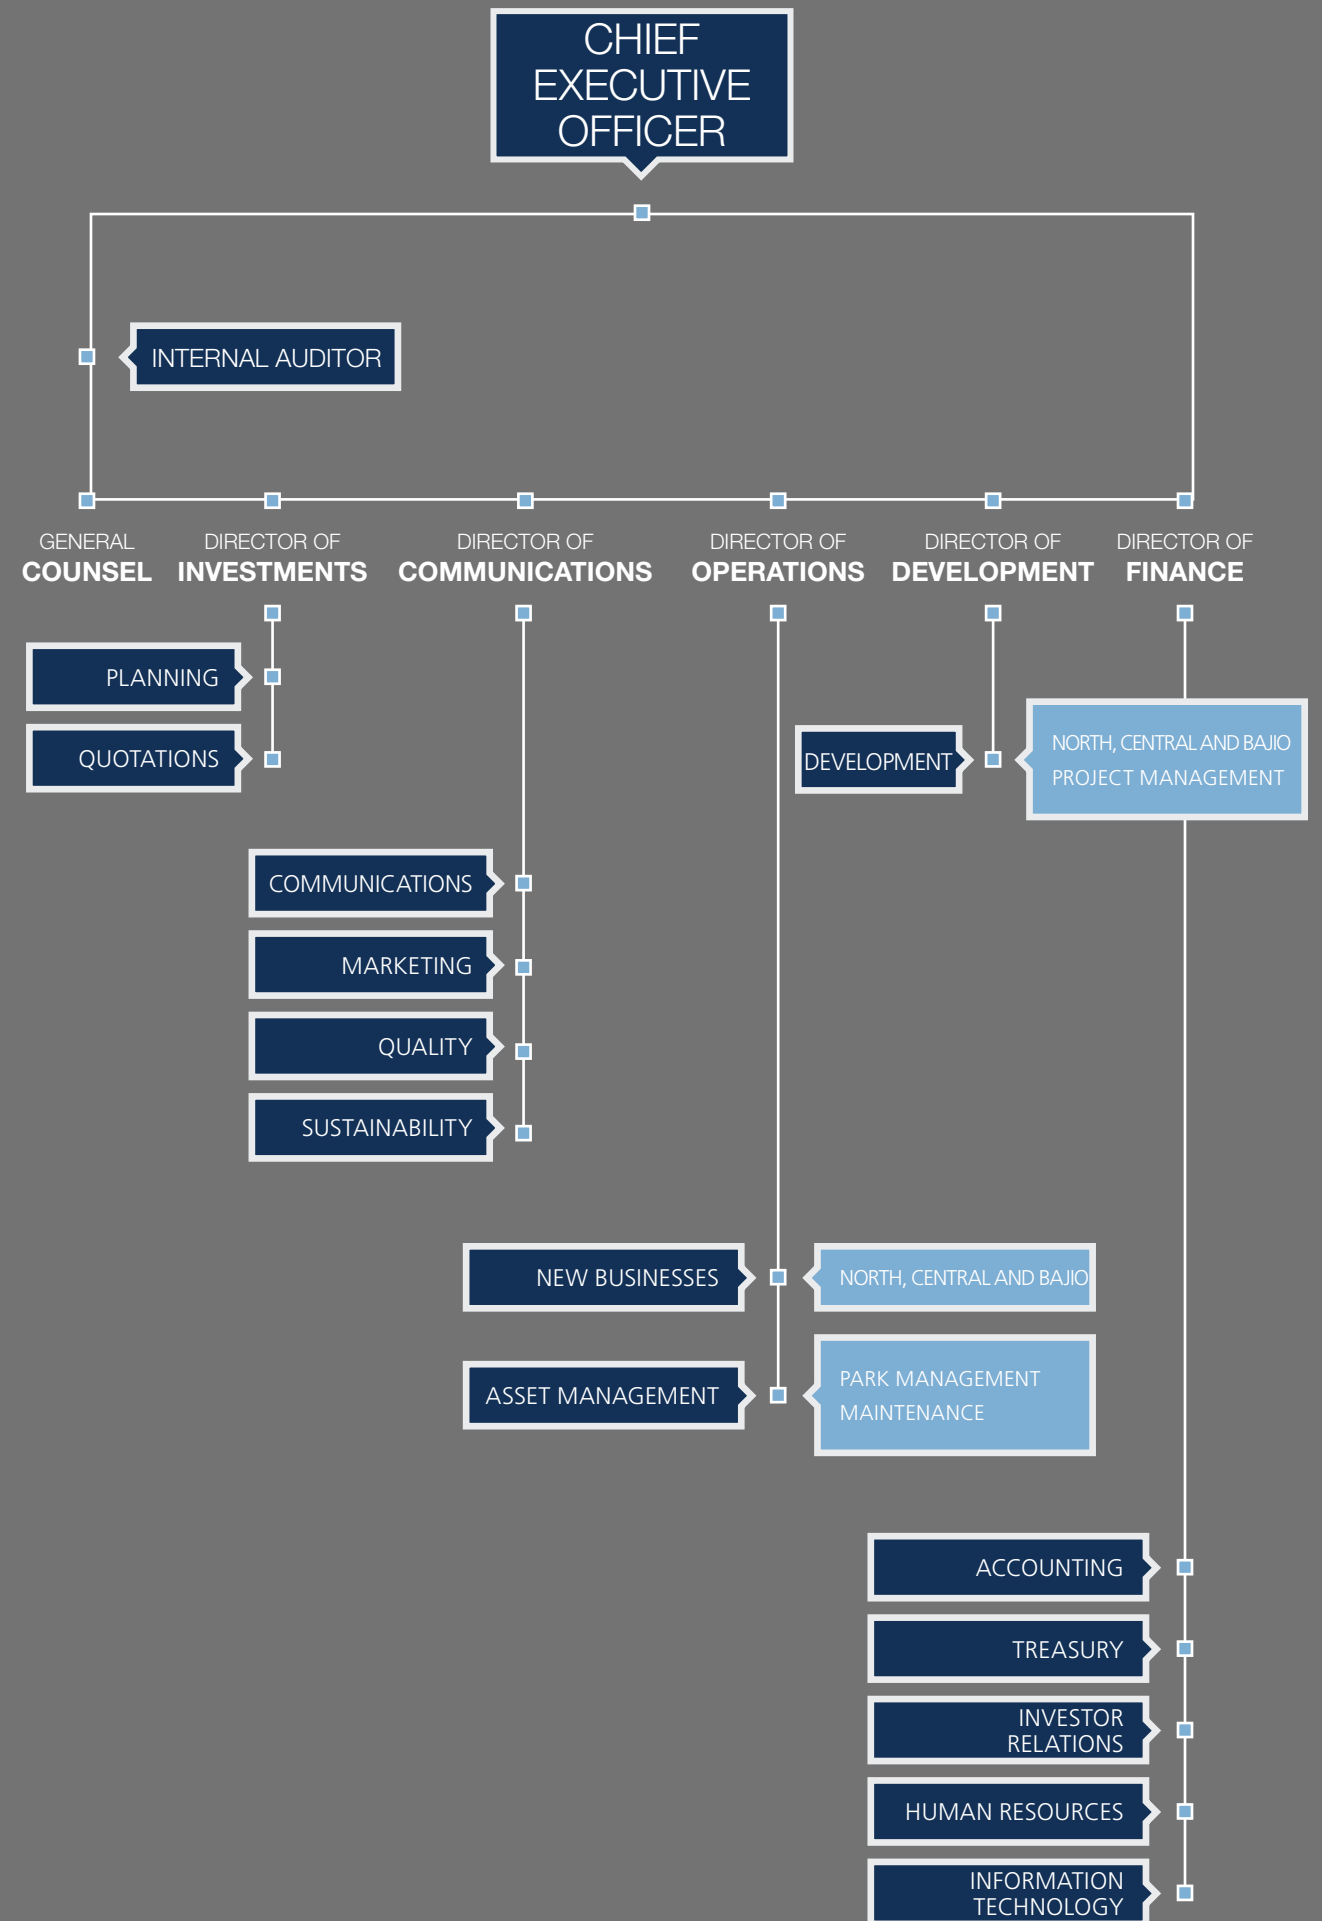 CHIEF
EXECUTIVE
OFFICER
INTERNAL AUDITOR
GENERAL
COUNSEL
DIRECTOR OF
INVESTMENTS
DIRECTOR OF
COMMUNICATIONS
DIRECTOR OF
OPERATIONS
DIRECTOR OF
DEVELOPMENT
DIRECTOR OF
FINANCE
PLANNING
QUOTATIONS
DEVELOPMENT
NORTH, CENTRAL AND BAJIO
PROJECT MANAGEMENT
COMMUNICATIONS
MARKETING
QUALITY
SUSTAINABILITY
NEW BUSINESSES
NORTH, CENTRAL AND BAJIO
ASSET MANAGEMENT
PARK MANAGEMENT
MAINTENANCE
ACCOUNTING
TREASURY
INVESTOR
RELATIONS
HUMAN RESOURCES
INFORMATION
TECHNOLOGY